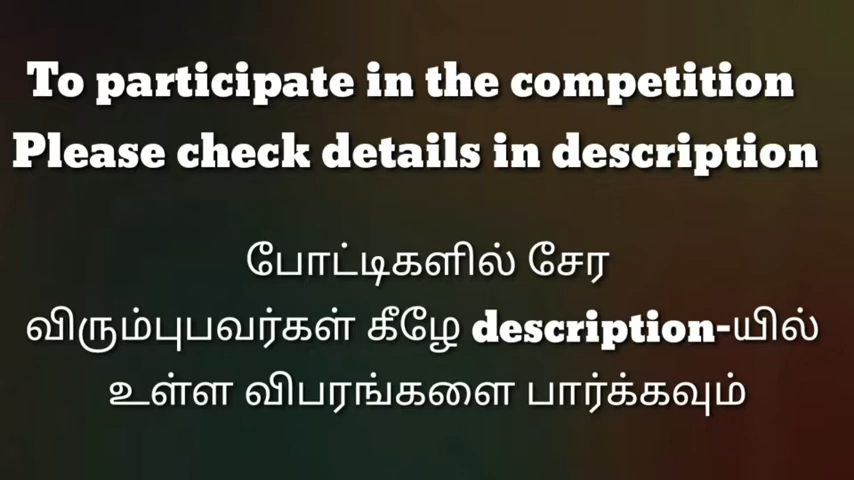 To participate in the competition
Please check details in description
போட்டிகளில் சேர
விரும்புபவர்கள் கீழே description-யில்
உள்ள விபரங்களை பார்க்கவும்